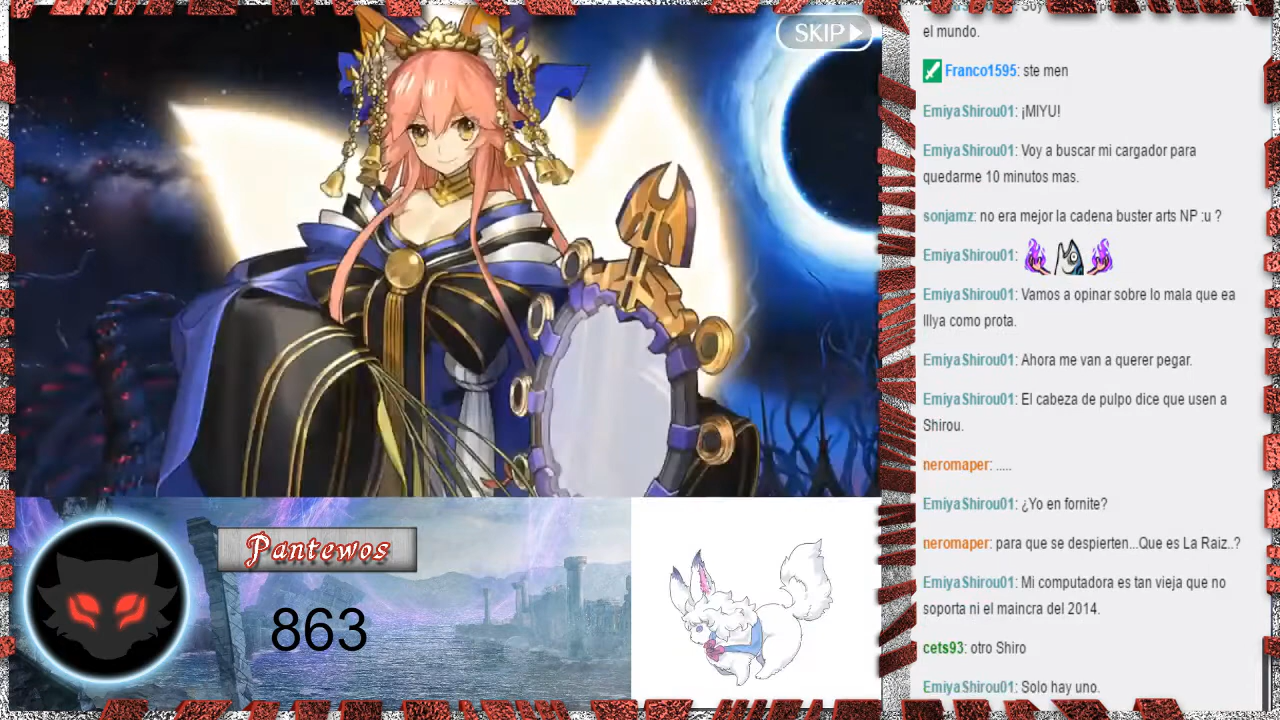 SKIP
el mundo.
Franco1595: ste men
EmiyaShirou01: ¡MIYU!
EmiyaShirou01: Voy a buscar mi cargador para
quedarme 10 minutos mas.
sonjamz: no era mejor la cadena buster arts NP :u ?
EmiyaShirou01:
EmiyaShirou01: Vamos a opinar sobre lo mala que ea
Illya como prota.
EmiyaShirou01: Ahora me van a querer pegar.
EmiyaShirou01: El cabeza de pulpo dice que usen a
Shirou.
neromaper: .....
EmiyaShirou01: ¿Yo en fornite?
neromaper: para que se despierten...Que es La Raiz..?
EmiyaShirou01: Mi computadora es tan vieja que no
soporta ni el maincra del 2014.
cets93: otro Shiro
EmiyaShirou01: Solo hay uno.
Pantewos
863